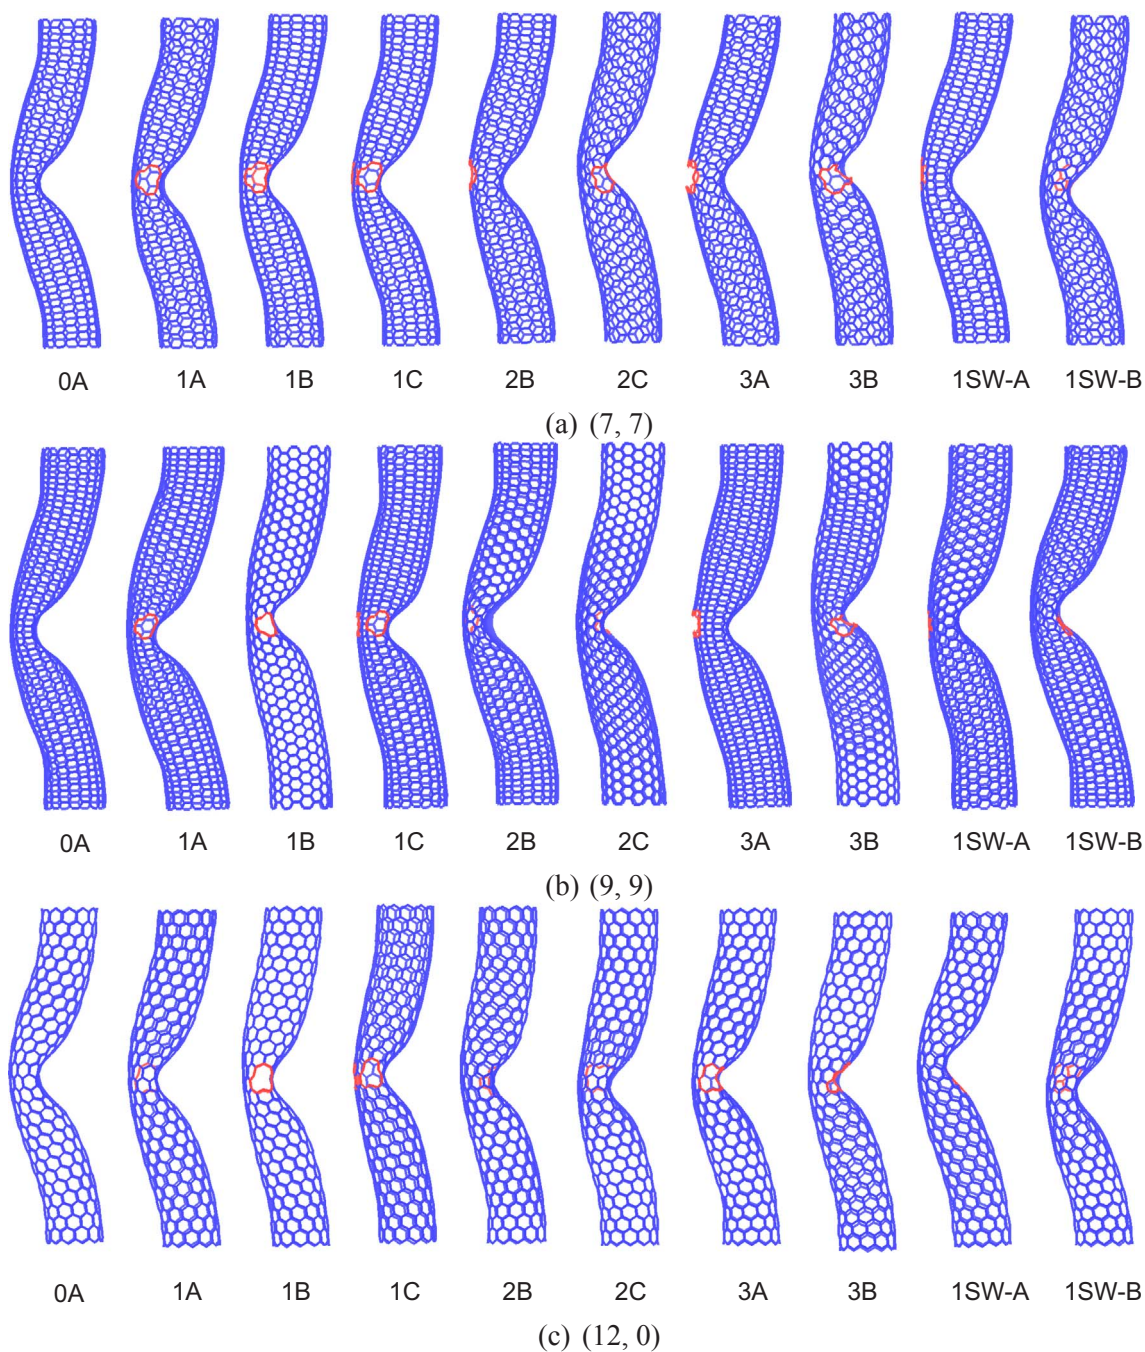 0A 1A 1B 1C 2B 2C 3A 3B 1SW-A 1SW-B
(a) (7, 7)
0A 1A 1B 1C 2B 2C 3A 3B 1SW-A 1SW-B
(b) (9, 9)
0A 1A 1B 1C 2B 2C 3A 3B 1SW-A 1SW-B
(c) (12, 0)